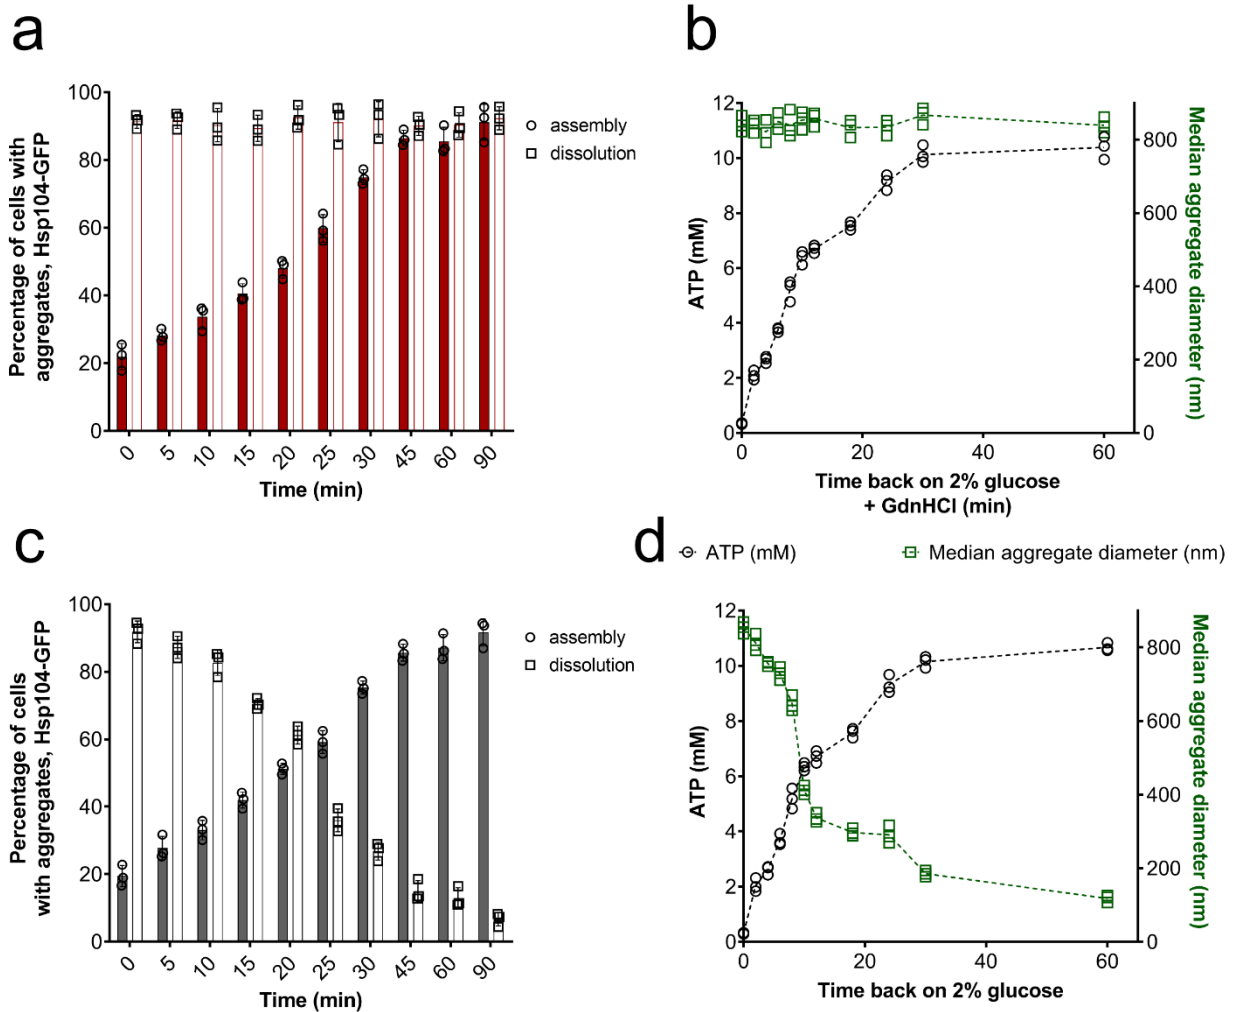 a
Percentage of cells with
aggregates, Hsp104-GFP
100
80
60
40
20
0
0 5 10 15 20 25 30 45 60 90
Time (min)
assembly
dissolution
b
ATP (mM)
12
10
8
6
4
2
0
0 20 40 60
Time back on 2% glucose
+ GdnHCl (min)
800
600
400
200
0
Median aggregate diameter (nm)
c
Percentage of cells
with aggregates, Hsp104-GFP
100
80
60
40
20
0
0 5 10 15 20 25 30 45 60 90
Time (min)
assembly
dissolution
d
ATP (mM)
Median aggregate diameter (nm)
ATP (mM)
12
10
8
6
4
2
0
0 20 40 60
Time back on 2% glucose
800
600
400
200
0
Median aggregate diameter (nm)